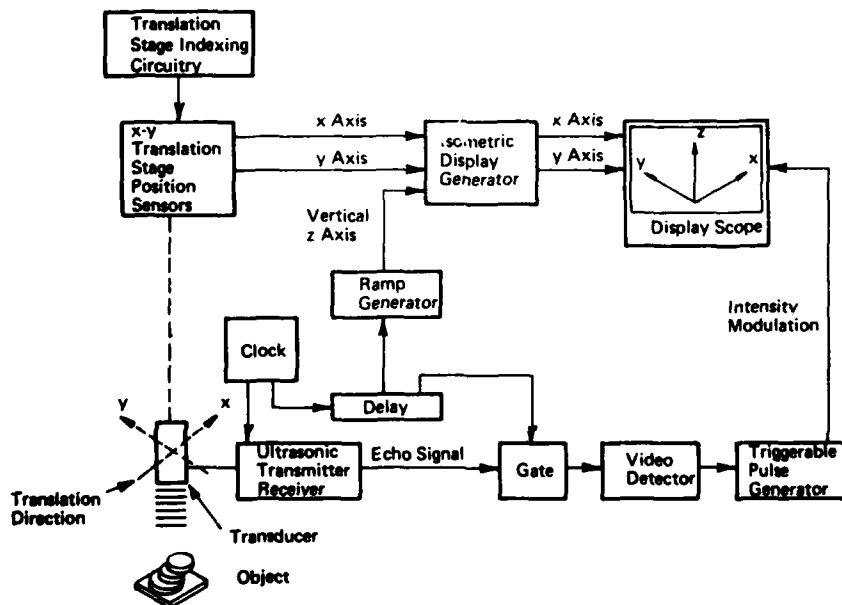 Translation
Stage Indexing
Circuitry
x-y
Translation
Stage
Position
Sensors
x Axis
y Axis
Isometric
Display
Generator
x Axis
y Axis
z
y
x
Display Scope
Vertical
z Axis
Ramp
Generator
Intensity
Modulation
Clock
Delay
y
x
Ultrasonic
Transmitter
Receiver
Echo Signal
Gate
Video
Detector
Triggerable
Pulse
Generator
Translation
Direction
Transducer
Object